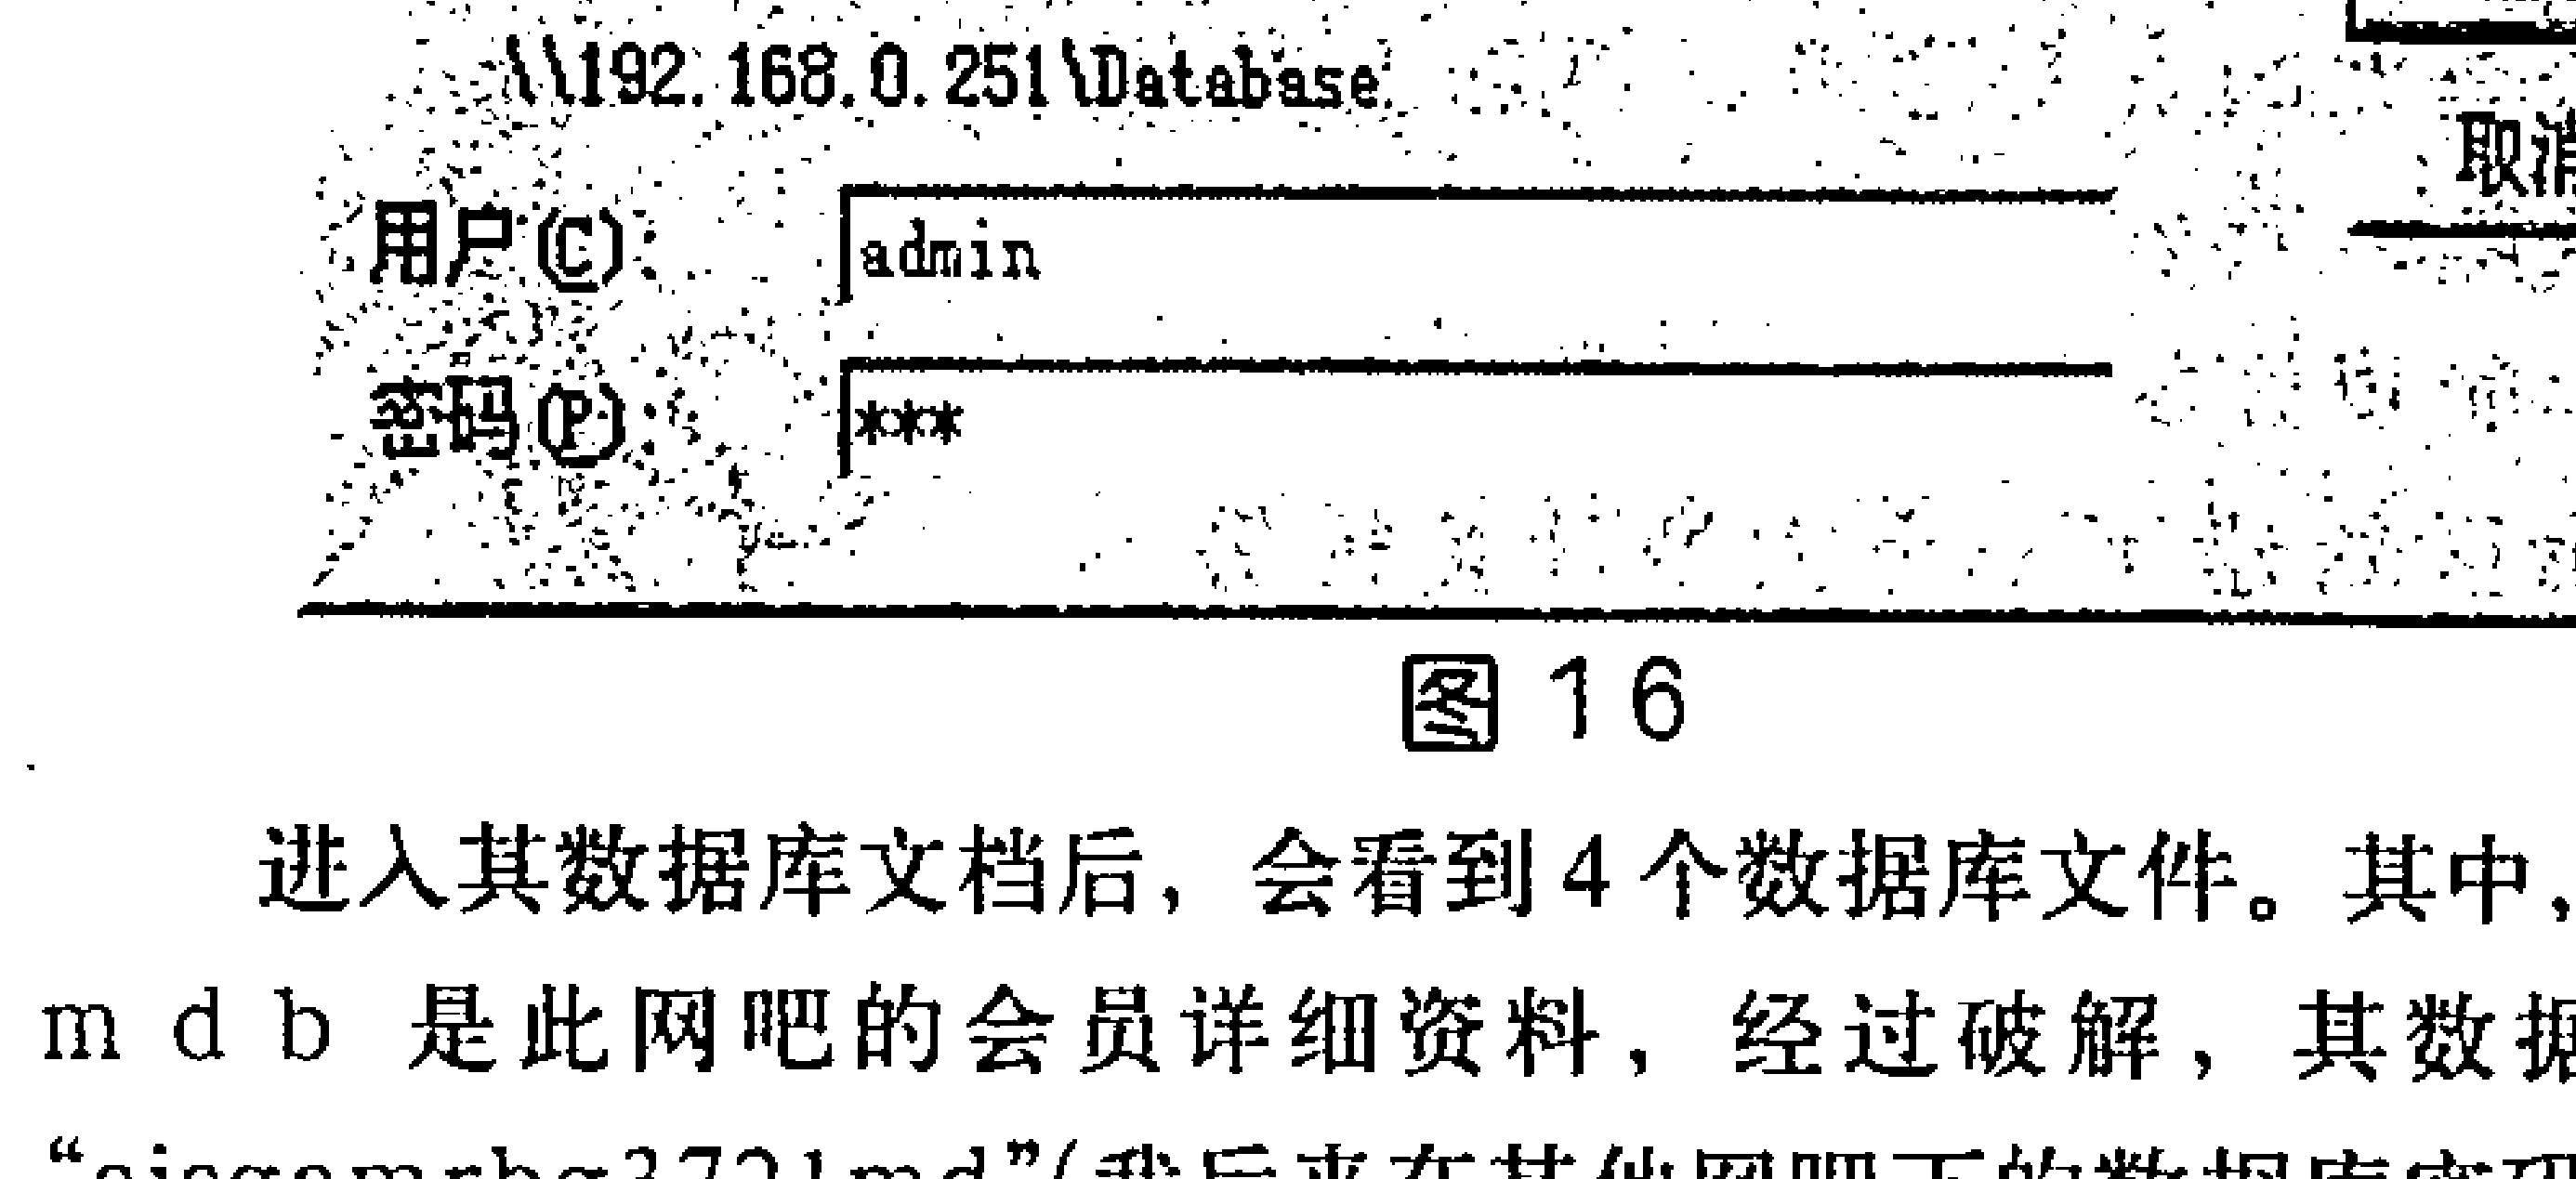 \\192.168.0.251\Database
取消
用户(C):
admin
密码(P):
***
图 16
进入其数据库文档后，会看到4个数据库文件。其中，
mdb 是此网吧的会员详细资料，经过破解，其数据